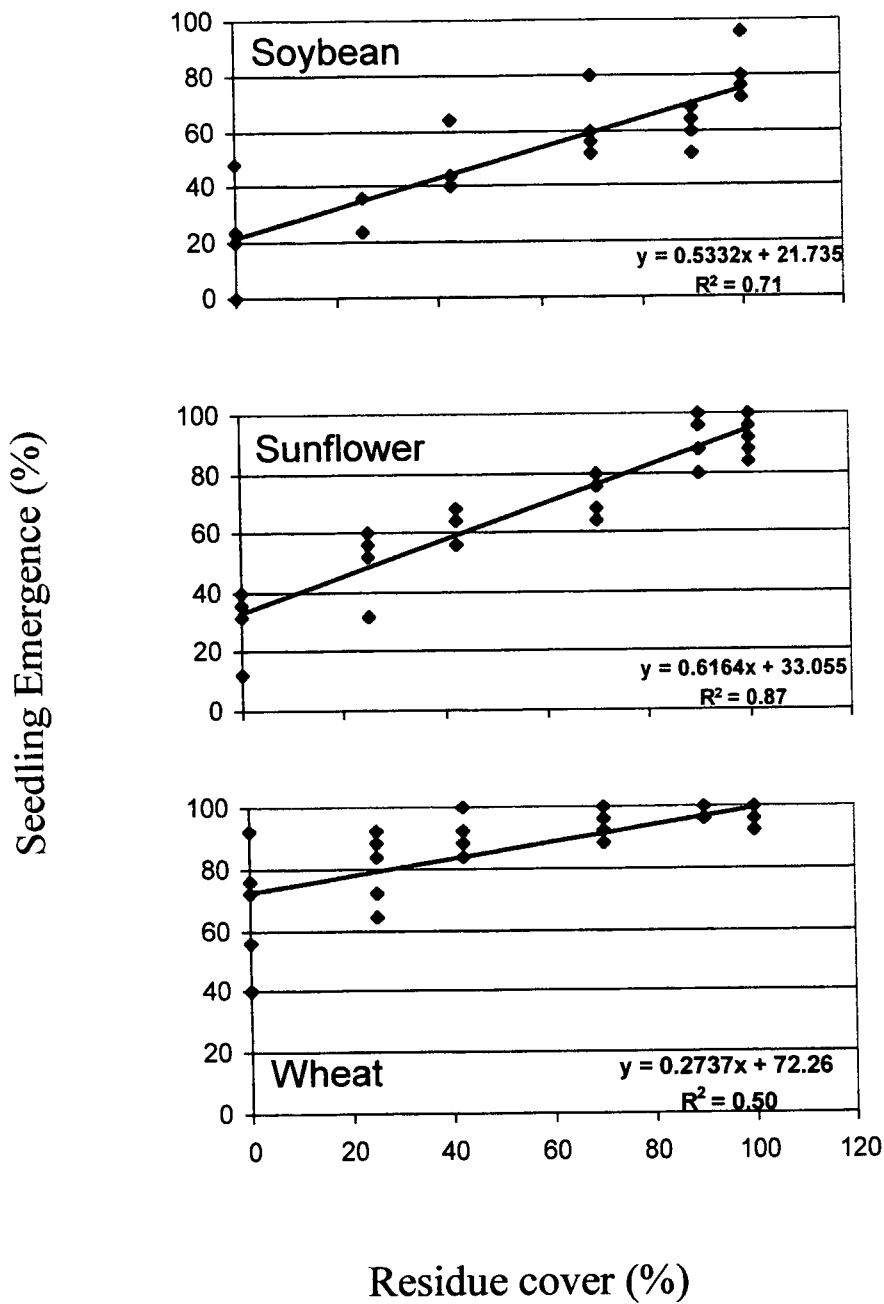 Seedling Emergence (%)
100
Soybean
80
60
40
20
0
y = 0.5332x + 21.735
R² = 0.71
100
Sunflower
80
60
40
20
0
y = 0.6164x + 33.055
R² = 0.87
100
80
60
40
20
0
Wheat
y = 0.2737x + 72.26
R² = 0.50
0 20 40 60 80 100 120
Residue cover (%)